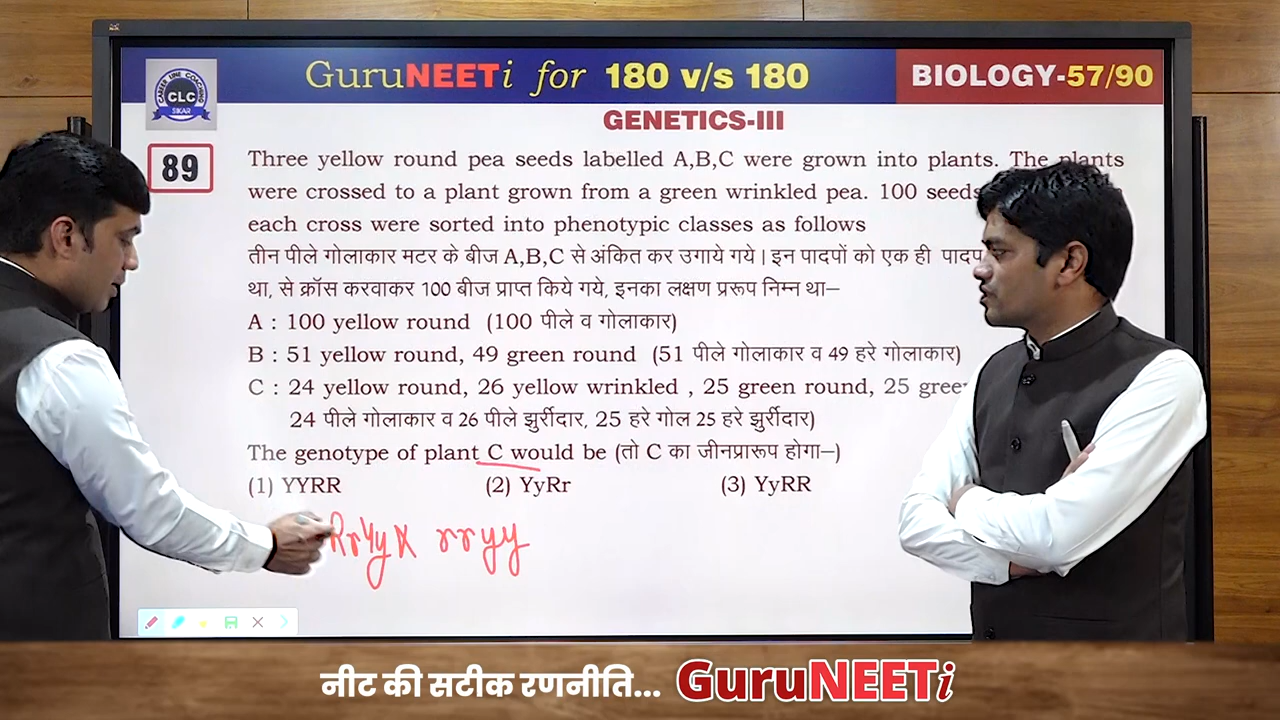 GuruNEETi for 180 v/s 180
BIOLOGY-57/90
CAREER LINE COACHING
CLC
SIKAR
GENETICS-III
89
Three yellow round pea seeds labelled A,B,C were grown into plants. The plants
were crossed to a plant grown from a green wrinkled pea. 100 seeds
each cross were sorted into phenotypic classes as follows
तीन पीले गोलाकार मटर के बीज A,B,C से अंकित कर उगाये गये। इन पादपों को एक ही
था, से क्रॉस करवाकर 100 बीज प्राप्त किये गये, इनका लक्षण प्ररूप निम्न था–
A : 100 yellow round (100 पीले व गोलाकार)
B : 51 yellow round, 49 green round (51 पीले गोलाकार व 49 हरे गोलाकार)
C : 24 yellow round, 26 yellow wrinkled , 25 green round, 25
24 पीले गोलाकार व 26 पीले झुर्रीदार, 25 हरे गोल 25 हरे झुर्रीदार)
The genotype of plant C would be (तो C का जीनप्रारूप होगा–)
(1) YYRR (2) YyRr (3) YyRR
RrYy X rryy
नीट की सटीक रणनीति... GuruNEETi